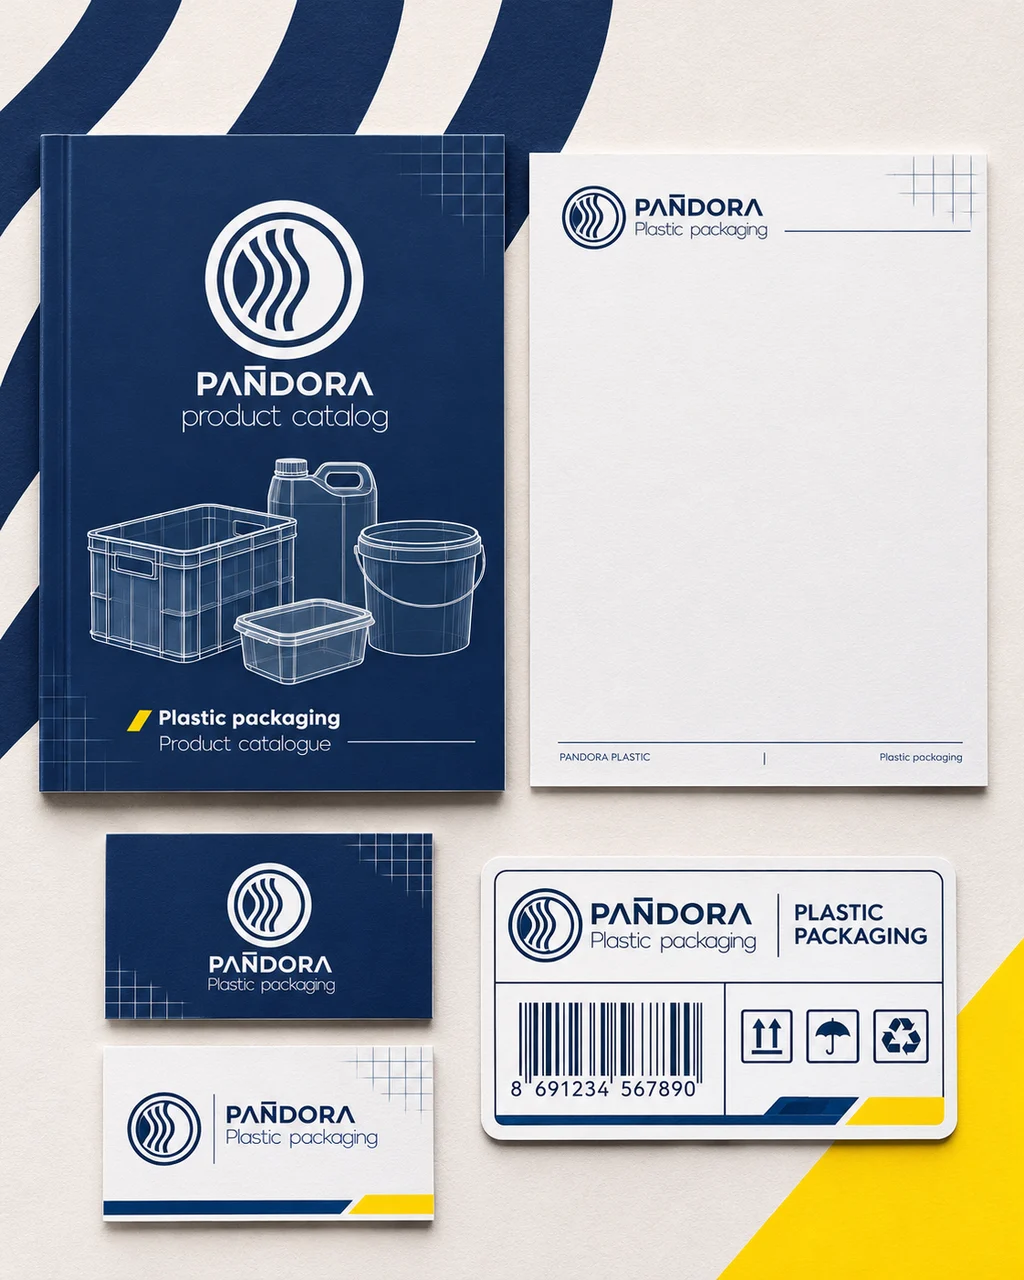 PAÑDORA
product catalog
Plastic packaging
Product catalogue
PAÑDORA
Plastic packaging
PANDORA PLASTIC | Plastic packaging
PAÑDORA
Plastic packaging
PAÑDORA
Plastic packaging
PAÑDORA
Plastic packaging
PLASTIC
PACKAGING
8 691234 567890